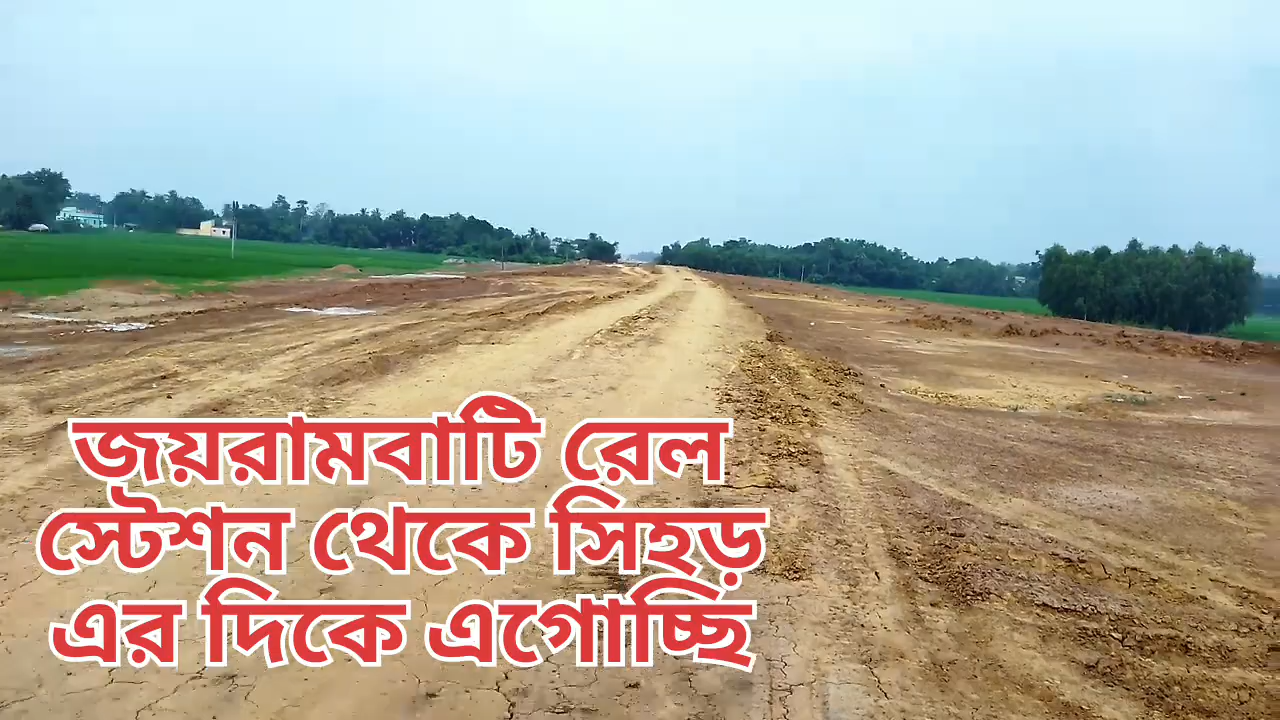 জয়রামবাটি রেল
স্টেশন থেকে সিহড়
এর দিকে এগোচ্ছি